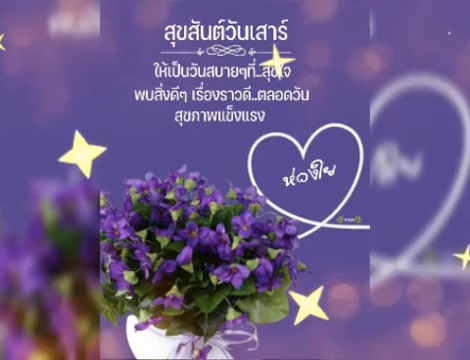 สุขสันต์วันเสาร์
ให้เป็นวันสบายๆที่..สุขใจ
พบสิ่งดีๆ เรื่องราวดี..ตลอดวัน
สุขภาพแข็งแรง
ห่วงใย